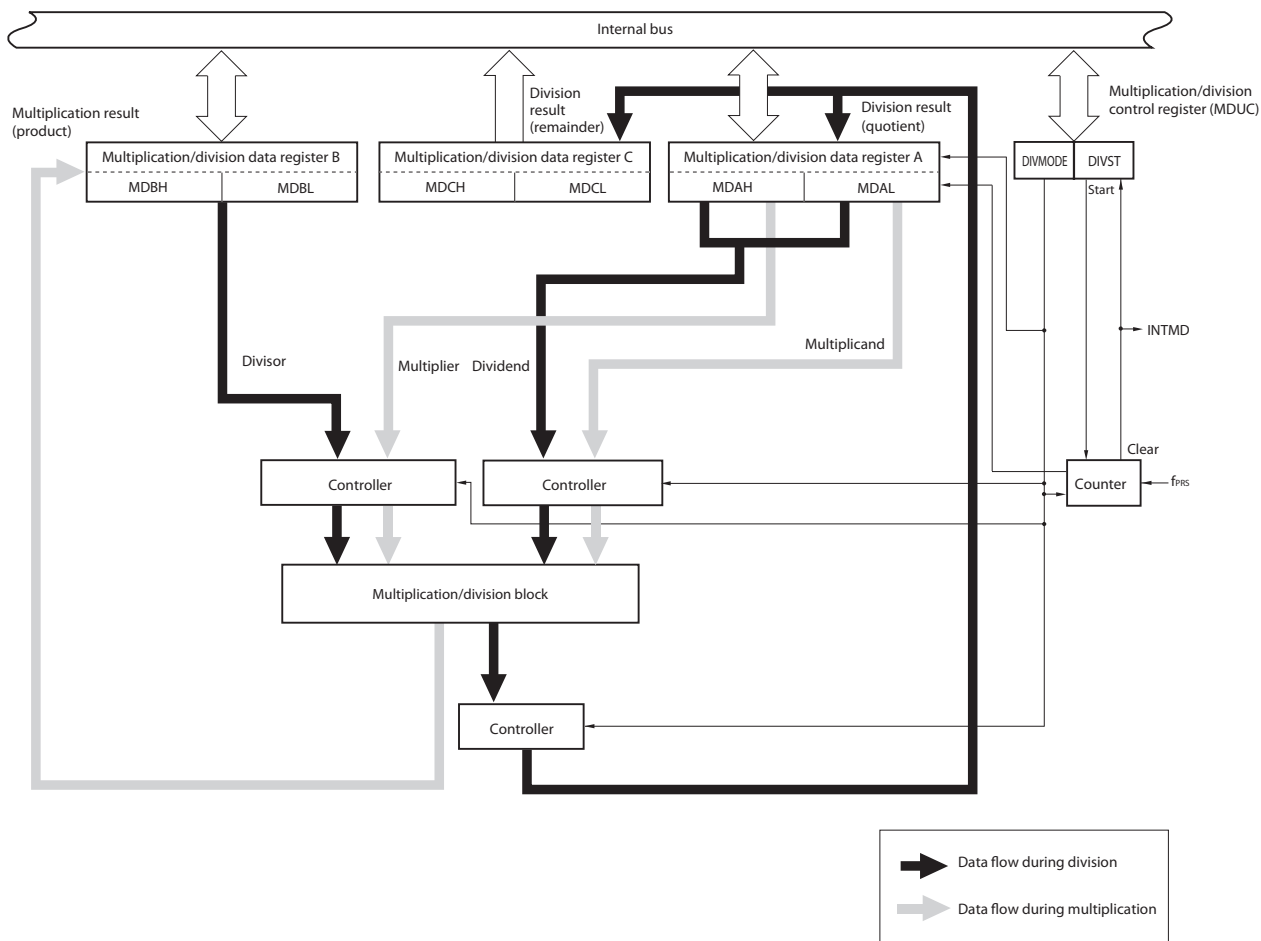 Internal bus
Multiplication result
(product)
Division
result
(remainder)
Division result
(quotient)
Multiplication/division
control register (MDUC)
Multiplication/division data register B
MDBH
MDBL
Multiplication/division data register C
MDCH
MDCL
Multiplication/division data register A
MDAH
MDAL
DIVMODE
DIVST
Start
INTMD
Divisor
Multiplier
Dividend
Multiplicand
Clear
Controller
Controller
Counter
fPRS
Multiplication/division block
Controller
Data flow during division
Data flow during multiplication